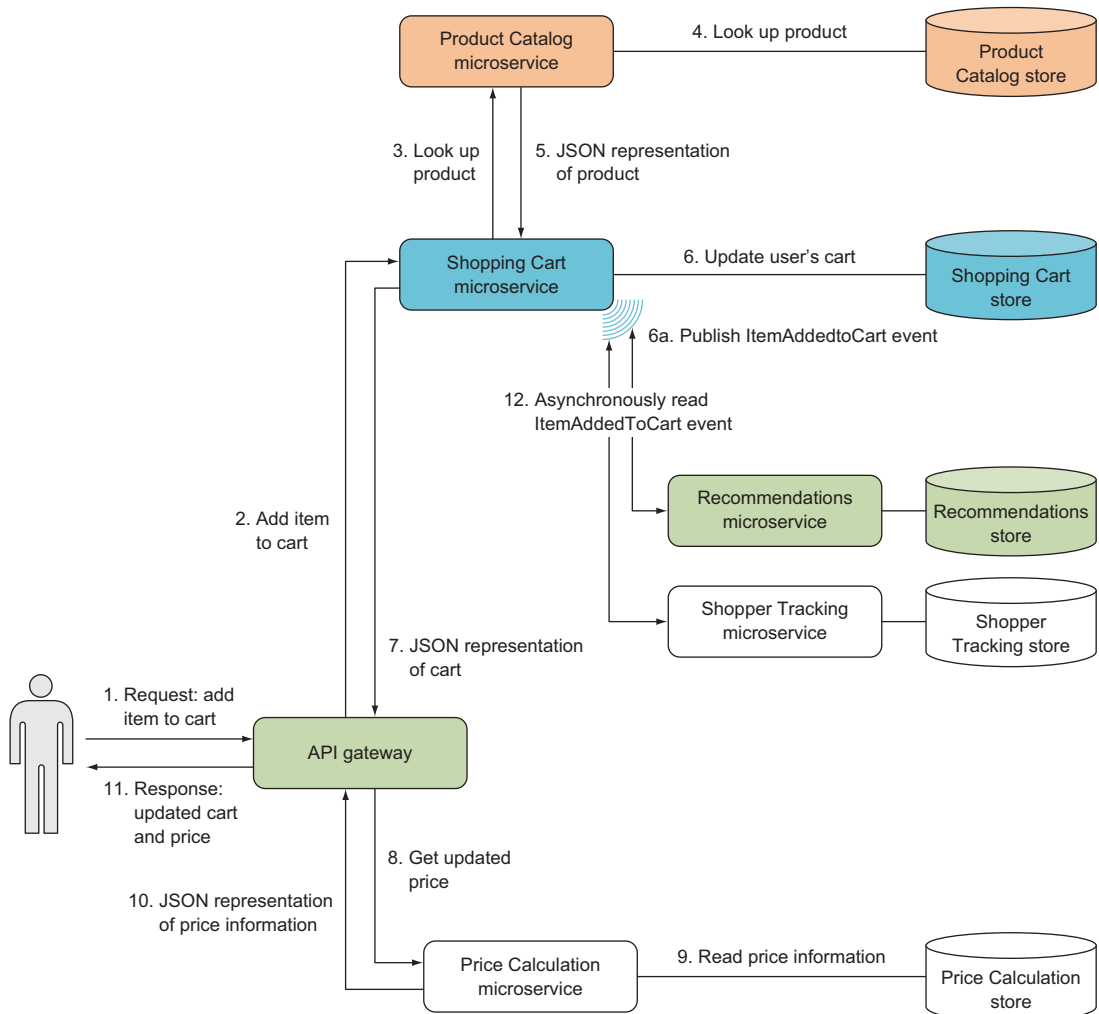 Product Catalog
microservice
4. Look up product
Product
Catalog store
3. Look up
product
5. JSON representation
of product
Shopping Cart
microservice
6. Update user's cart
Shopping Cart
store
6a. Publish ItemAddedtoCart event
12. Asynchronously read
ItemAddedToCart event
Recommendations
microservice
Recommendations
store
2. Add item
to cart
Shopper Tracking
microservice
Shopper
Tracking store
7. JSON representation
of cart
1. Request: add
item to cart
API gateway
11. Response:
updated cart
and price
8. Get updated
price
10. JSON representation
of price information
Price Calculation
microservice
9. Read price information
Price Calculation
store